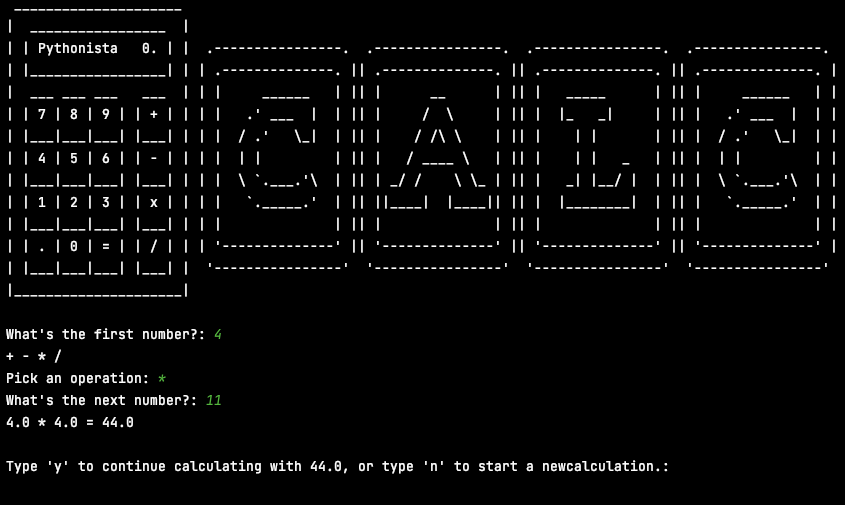 Pythonista 0.
7 8 9 +
4 5 6 -
1 2 3 x
. 0 = /
CALC
What's the first number?: 4
+ - * /
Pick an operation: *
What's the next number?: 11
4.0 * 4.0 = 44.0
Type 'y' to continue calculating with 44.0, or type 'n' to start a newcalculation.: